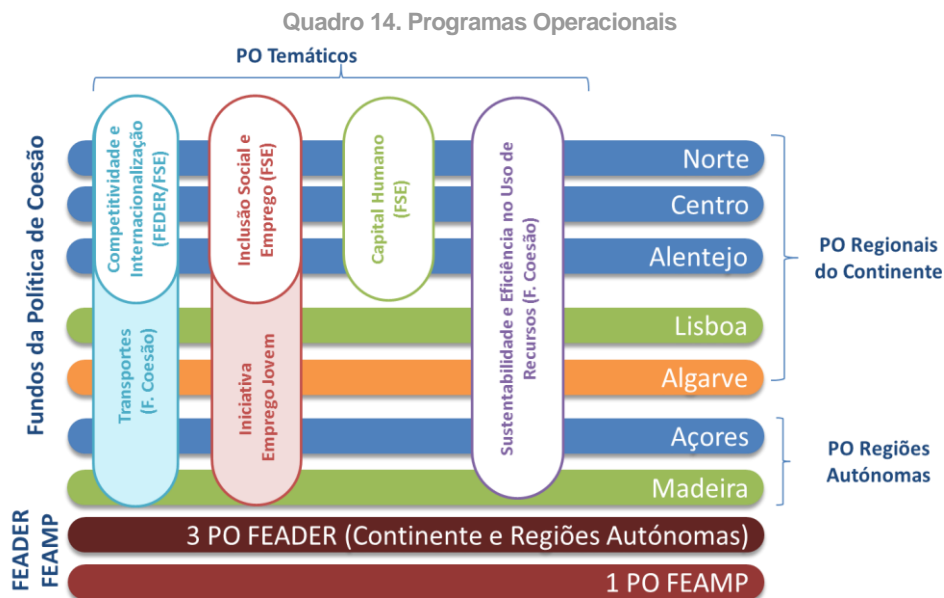 Quadro 14. Programas Operacionais
PO Temáticos
Fundos da Política de Coesão
Competitividade e
Internacionalização
(FEDER/FSE)
Transportes
(F. Coesão)
Inclusão Social e
Emprego (FSE)
Iniciativa
Emprego Jovem
Capital Humano
(FSE)
Sustentabilidade e Eficiência no Uso de
Recursos (F. Coesão)
Norte
Centro
Alentejo
Lisboa
Algarve
Açores
Madeira
PO Regionais
do Continente
PO Regiões
Autónomas
FEADER
FEAMP
3 PO FEADER (Continente e Regiões Autónomas)
1 PO FEAMP